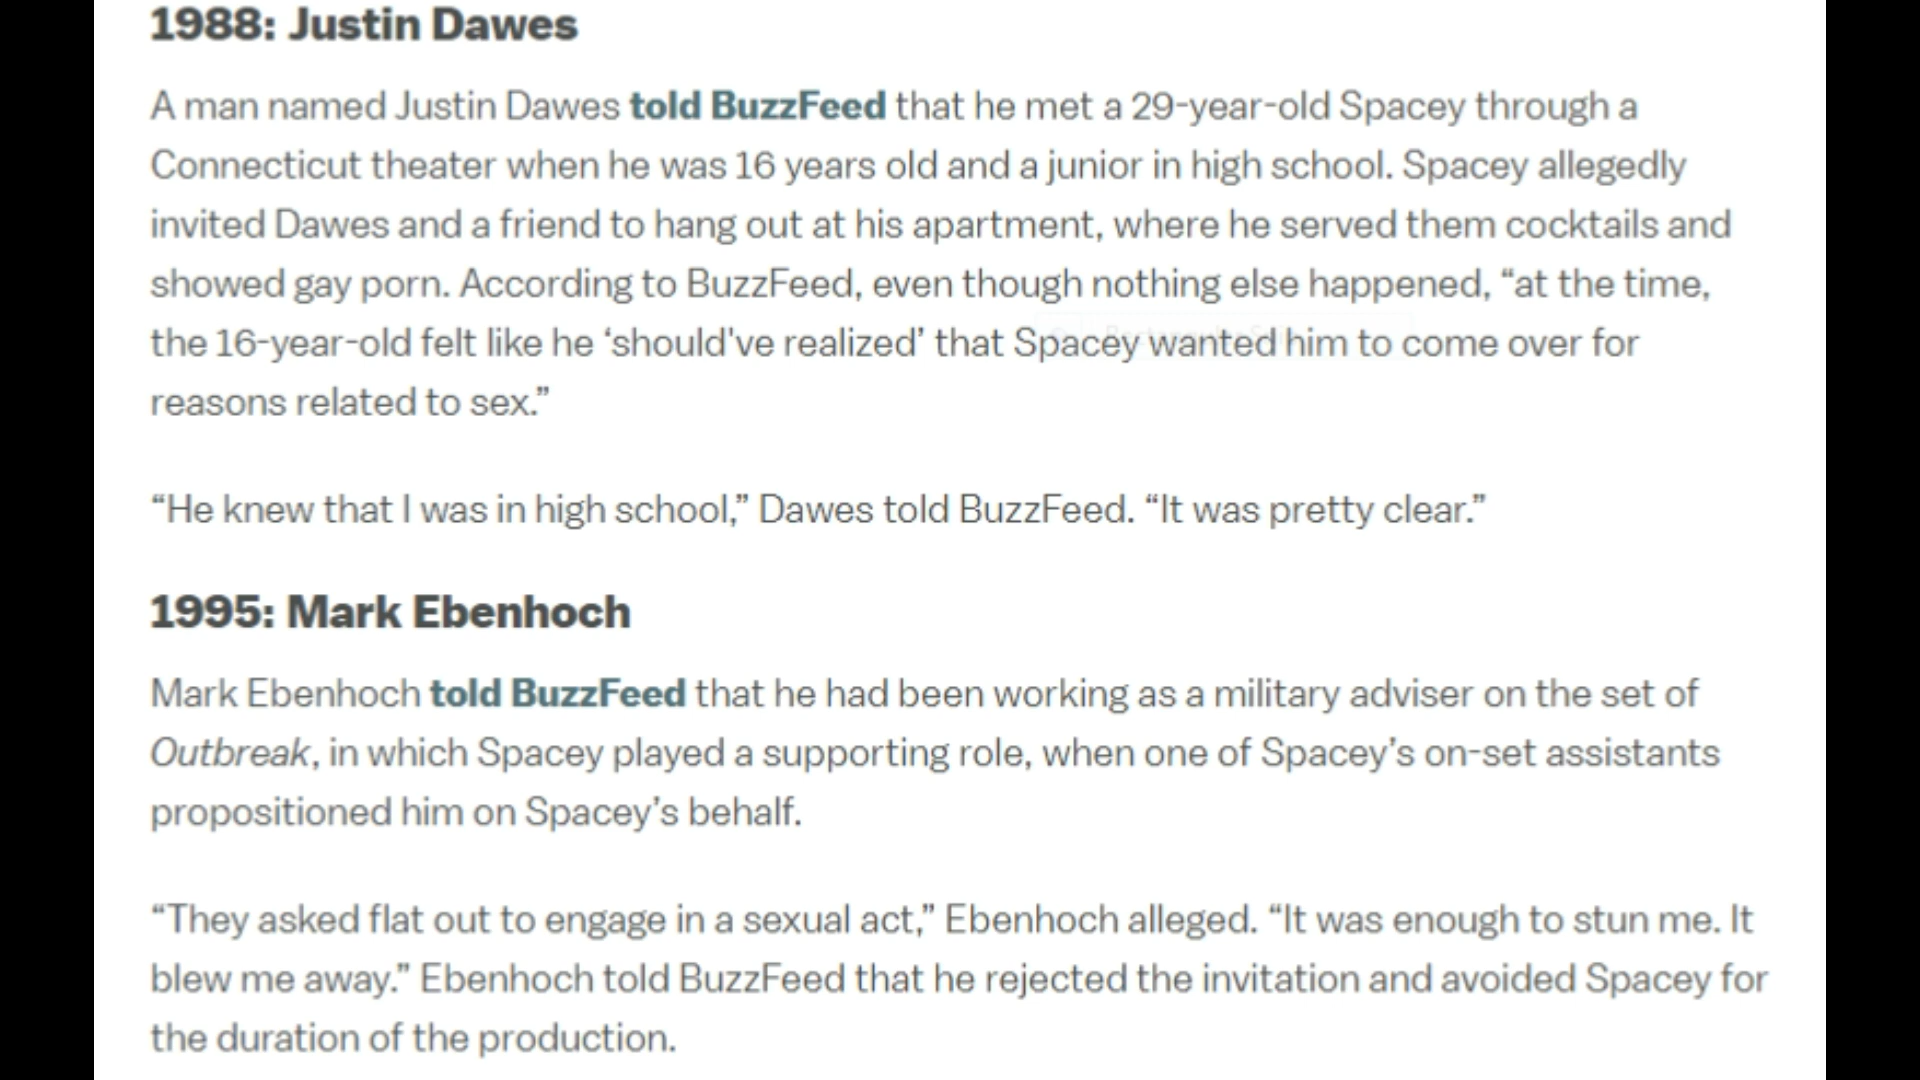 1988: Justin Dawes
A man named Justin Dawes told BuzzFeed that he met a 29-year-old Spacey through a
Connecticut theater when he was 16 years old and a junior in high school. Spacey allegedly
invited Dawes and a friend to hang out at his apartment, where he served them cocktails and
showed gay porn. According to BuzzFeed, even though nothing else happened, “at the time,
the 16-year-old felt like he ‘should've realized’ that Spacey wanted him to come over for
reasons related to sex.”
“He knew that I was in high school,” Dawes told BuzzFeed. “It was pretty clear.”
1995: Mark Ebenhoch
Mark Ebenhoch told BuzzFeed that he had been working as a military adviser on the set of
Outbreak, in which Spacey played a supporting role, when one of Spacey’s on-set assistants
propositioned him on Spacey’s behalf.
“They asked flat out to engage in a sexual act,” Ebenhoch alleged. “It was enough to stun me. It
blew me away.” Ebenhoch told BuzzFeed that he rejected the invitation and avoided Spacey for
the duration of the production.